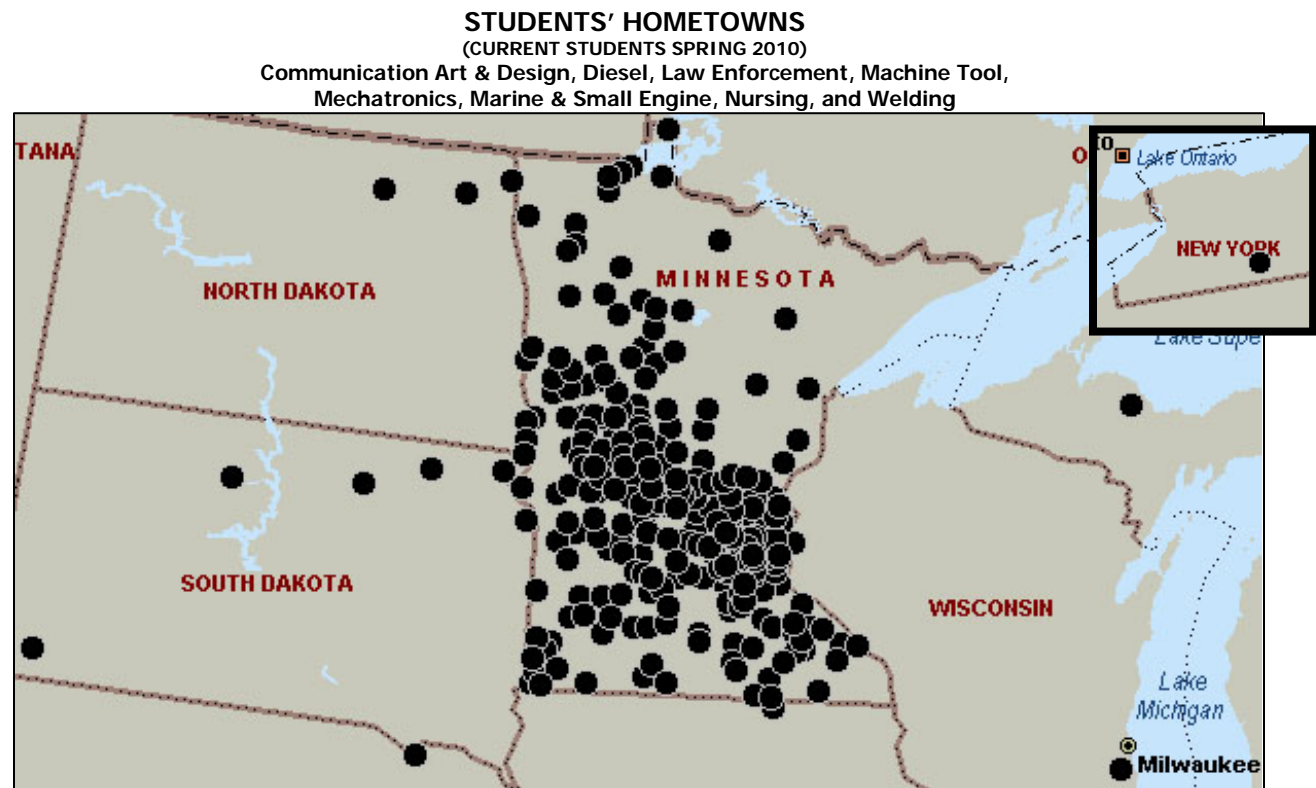 STUDENTS' HOMETOWNS
(CURRENT STUDENTS SPRING 2010)
Communication Art & Design, Diesel, Law Enforcement, Machine Tool,
Mechatronics, Marine & Small Engine, Nursing, and Welding
TANA
O
Lake Ontario
NEW YORK
MINNESOTA
NORTH DAKOTA
Lake Supe
SOUTH DAKOTA
WISCONSIN
Lake
Michigan
Milwaukee